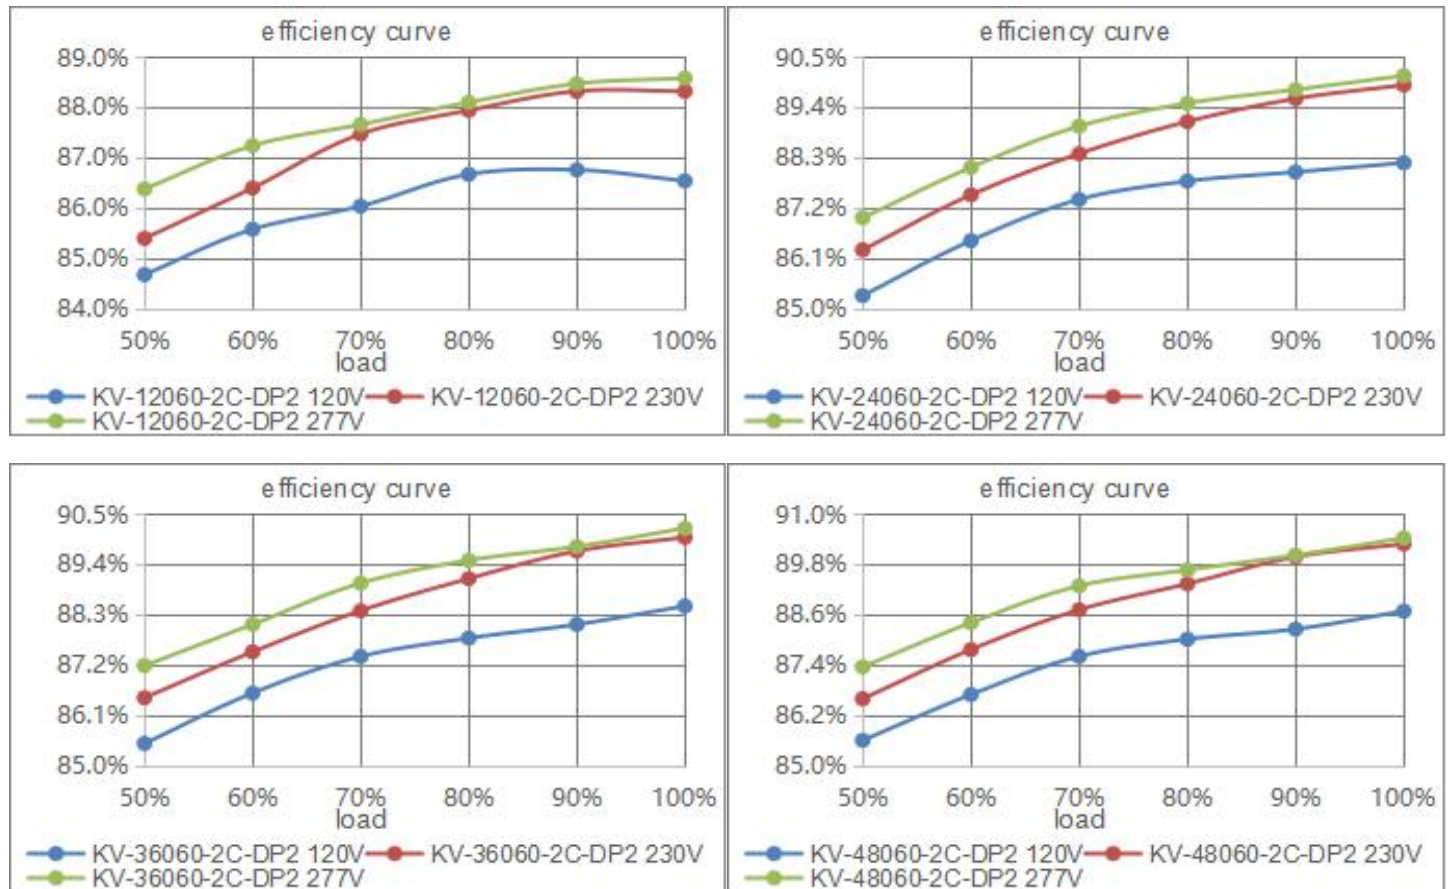 efficiency curve
89.0%
88.0%
87.0%
86.0%
85.0%
84.0%
50% 60% 70% 80% 90% 100%
load
KV-12060-2C-DP2 120V KV-12060-2C-DP2 230V
KV-12060-2C-DP2 277V
efficiency curve
90.5%
89.4%
88.3%
87.2%
86.1%
85.0%
50% 60% 70% 80% 90% 100%
load
KV-24060-2C-DP2 120V KV-24060-2C-DP2 230V
KV-24060-2C-DP2 277V
efficiency curve
90.5%
89.4%
88.3%
87.2%
86.1%
85.0%
50% 60% 70% 80% 90% 100%
load
KV-36060-2C-DP2 120V KV-36060-2C-DP2 230V
KV-36060-2C-DP2 277V
efficiency curve
91.0%
89.8%
88.6%
87.4%
86.2%
85.0%
50% 60% 70% 80% 90% 100%
load
KV-48060-2C-DP2 120V KV-48060-2C-DP2 230V
KV-48060-2C-DP2 277V